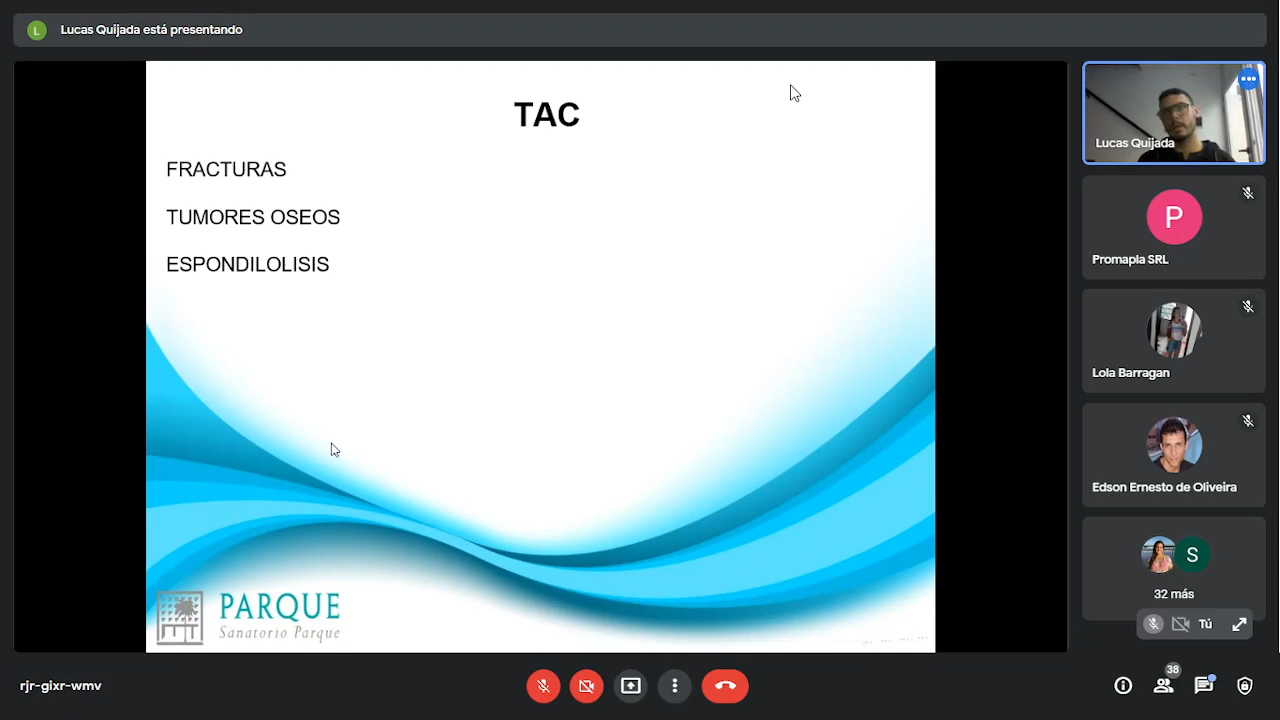 L
Lucas Quijada está presentando
TAC
FRACTURAS
TUMORES OSEOS
ESPONDILOLISIS
PARQUE
Sanatorio Parque
Lucas Quijada
P
Promapla SRL
Lola Barragan
Edson Ernesto de Oliveira
S
32 más
Tú
rjr-gixr-wmv
38